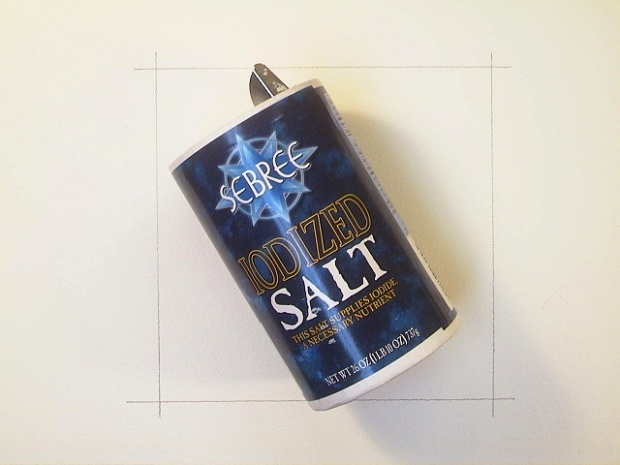 SEBREE
IODIZED
SALT
THIS SALT SUPPLIES IODIDE,
A NECESSARY NUTRIENT
NET WT 26 OZ (1 LB 10 OZ) 737g